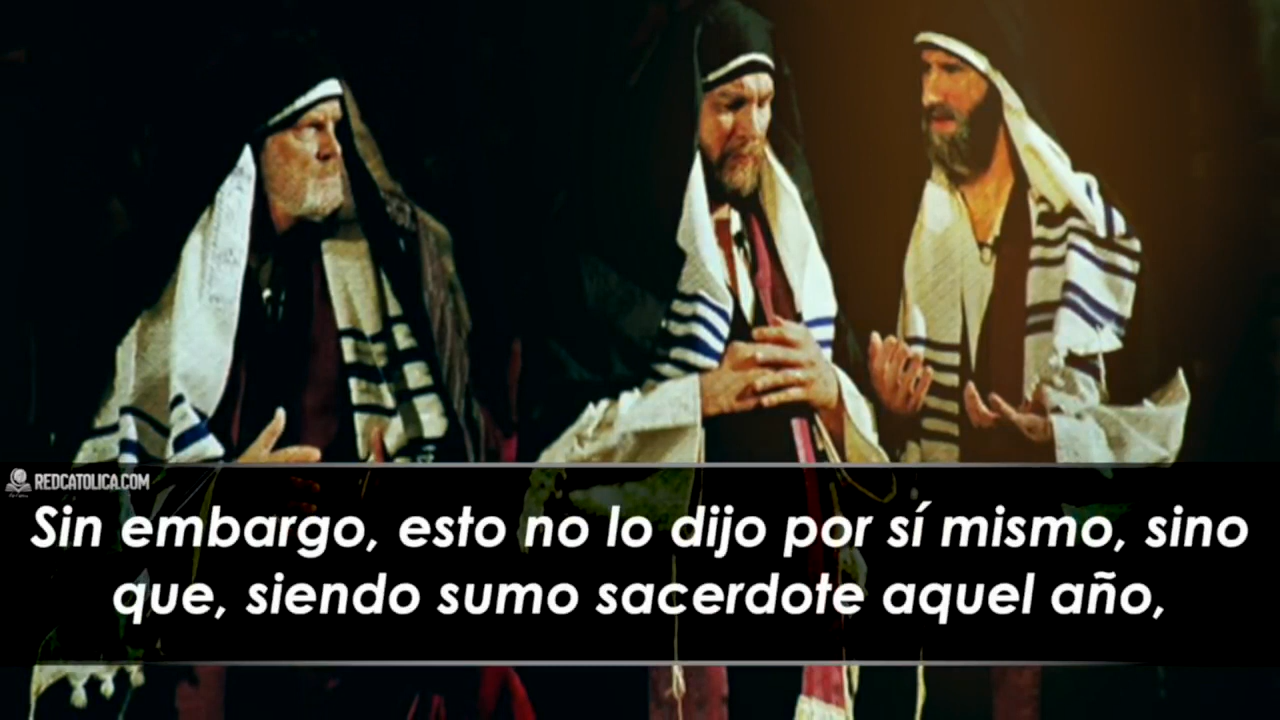 REDCATOLICA.COM
Sin embargo, esto no lo dijo por sí mismo, sino
que, siendo sumo sacerdote aquel año,